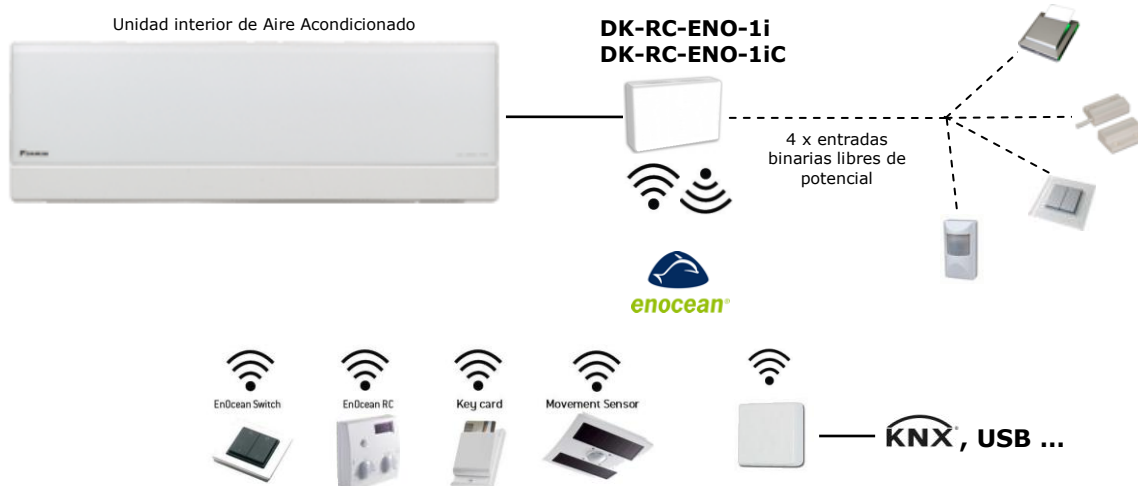 Unidad interior de Aire Acondicionado
DK-RC-ENO-1i
DK-RC-ENO-1iC
DAIKIN
4 x entradas
binarias libres de
potencial
enocean®
EnOcean Switch
EnOcean RC
Key card
Movement Sensor
KNX® , USB ...